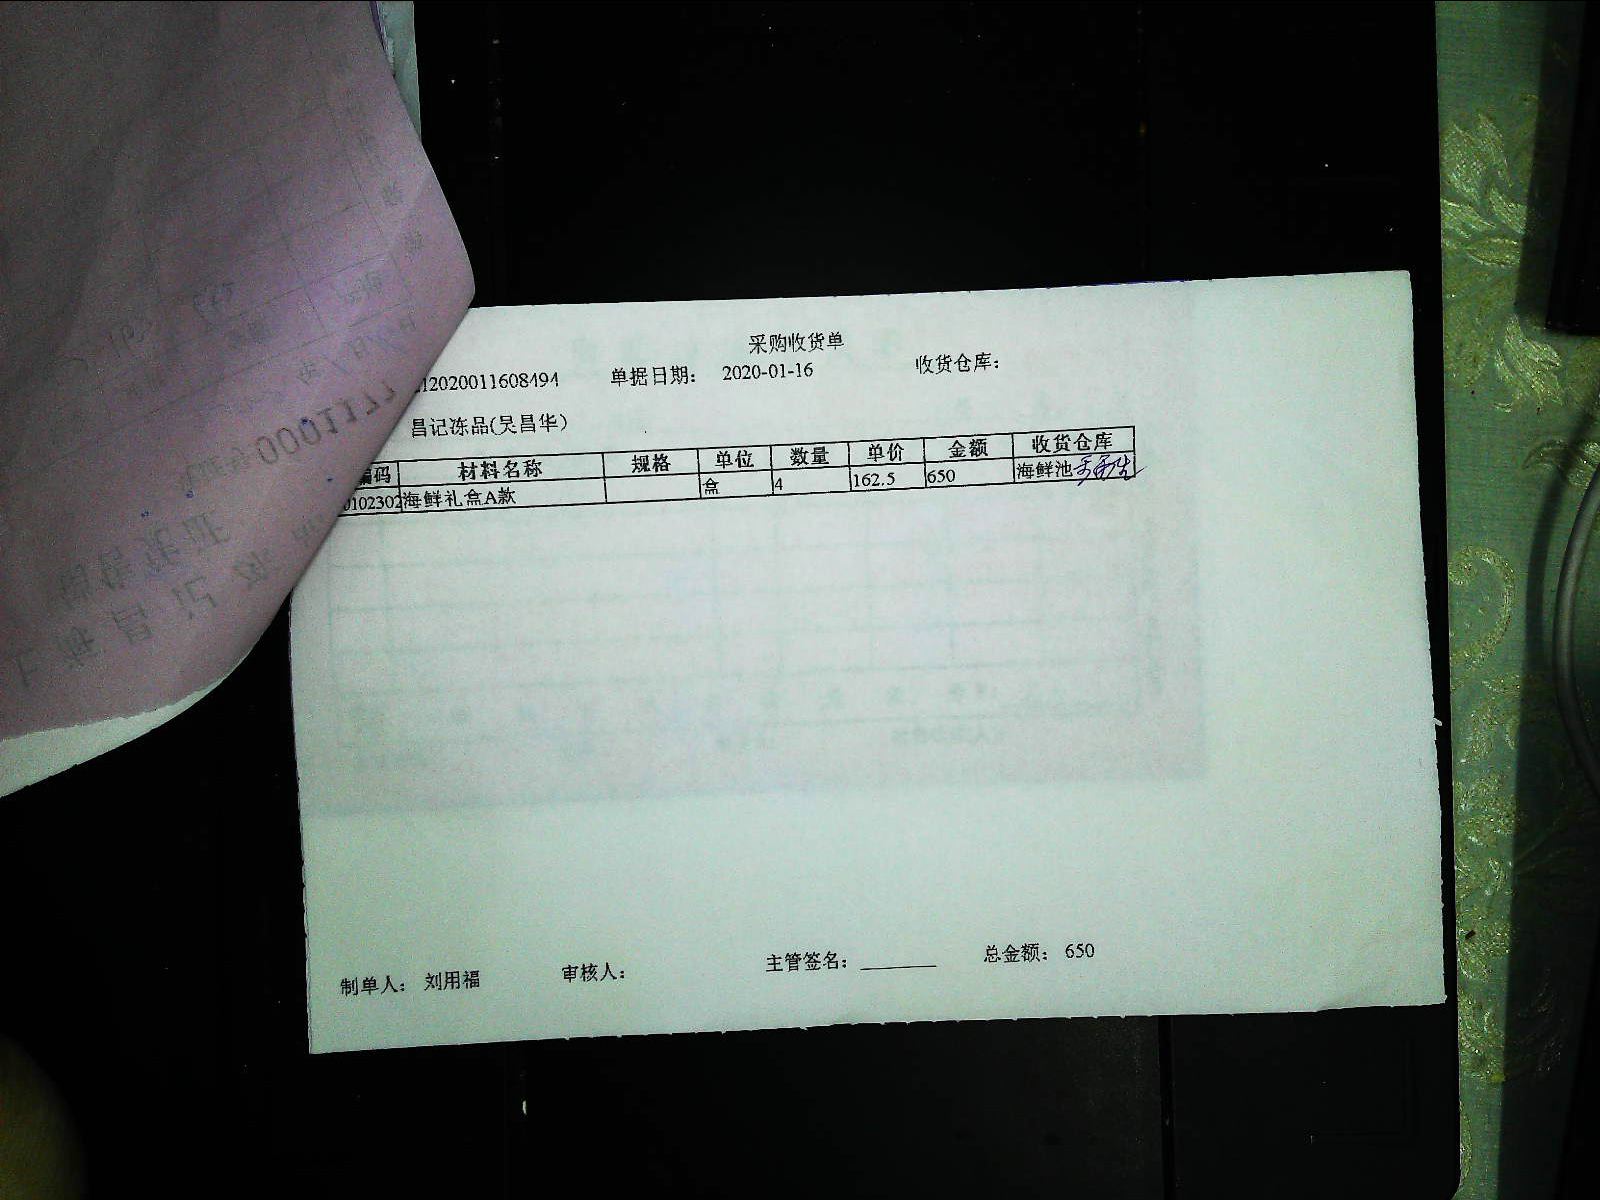 采购收货单
12020011608494 单据日期: 2020-01-16 收货仓库:
昌记冻品(吴昌华)
编码 材料名称 规格 单位 数量 单价 金额 收货仓库
0102302 海鲜礼盒A款 盒 4 162.5 650 海鲜池
制单人: 刘用福 审核人: 主管签名: 总金额: 650
0001177